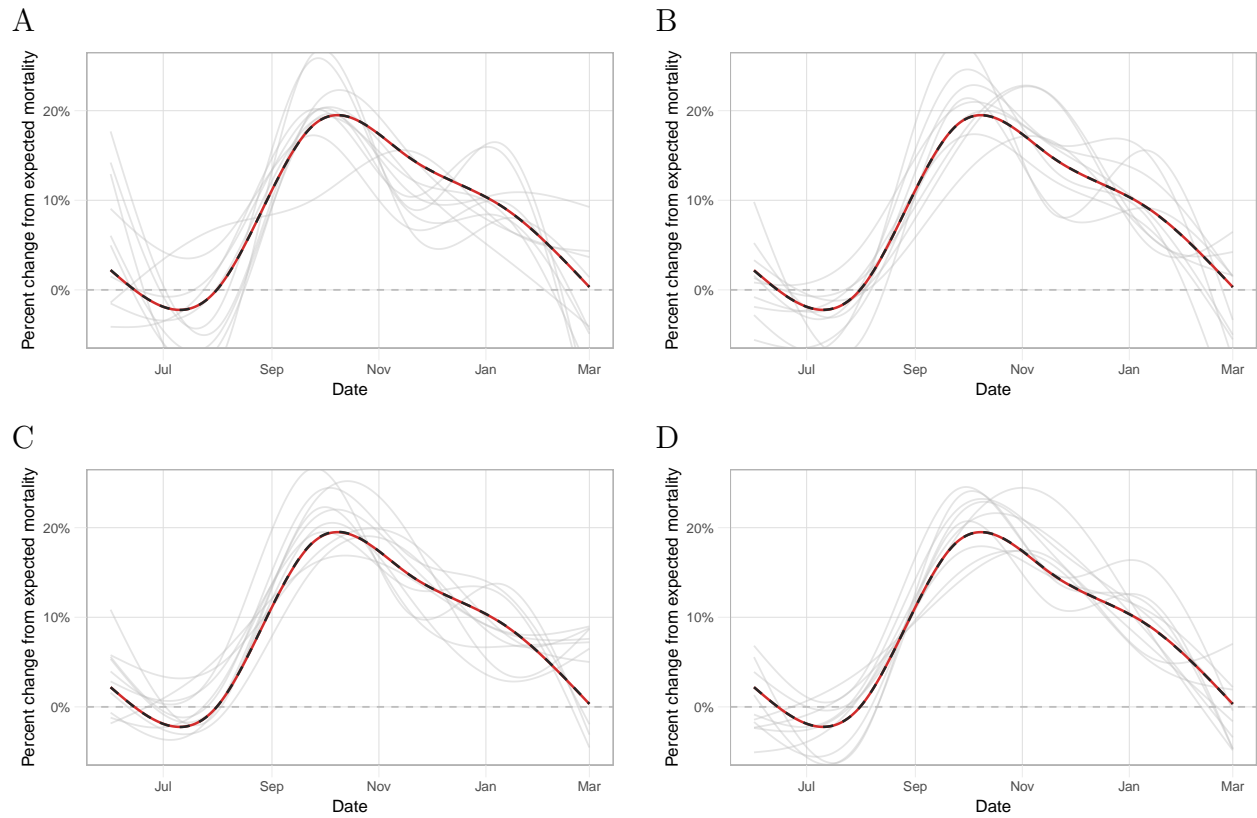 A
Percent change from expected mortality
20%
10%
0%
Jul Sep Nov Jan Mar
Date
B
Percent change from expected mortality
20%
10%
0%
Jul Sep Nov Jan Mar
Date
C
Percent change from expected mortality
20%
10%
0%
Jul Sep Nov Jan Mar
Date
D
Percent change from expected mortality
20%
10%
0%
Jul Sep Nov Jan Mar
Date